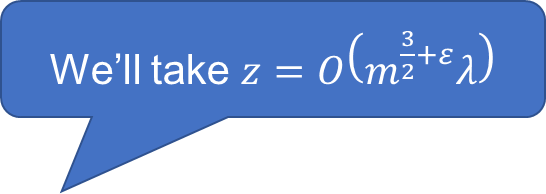 We'll take z = O(m^{3/2+ε}λ)